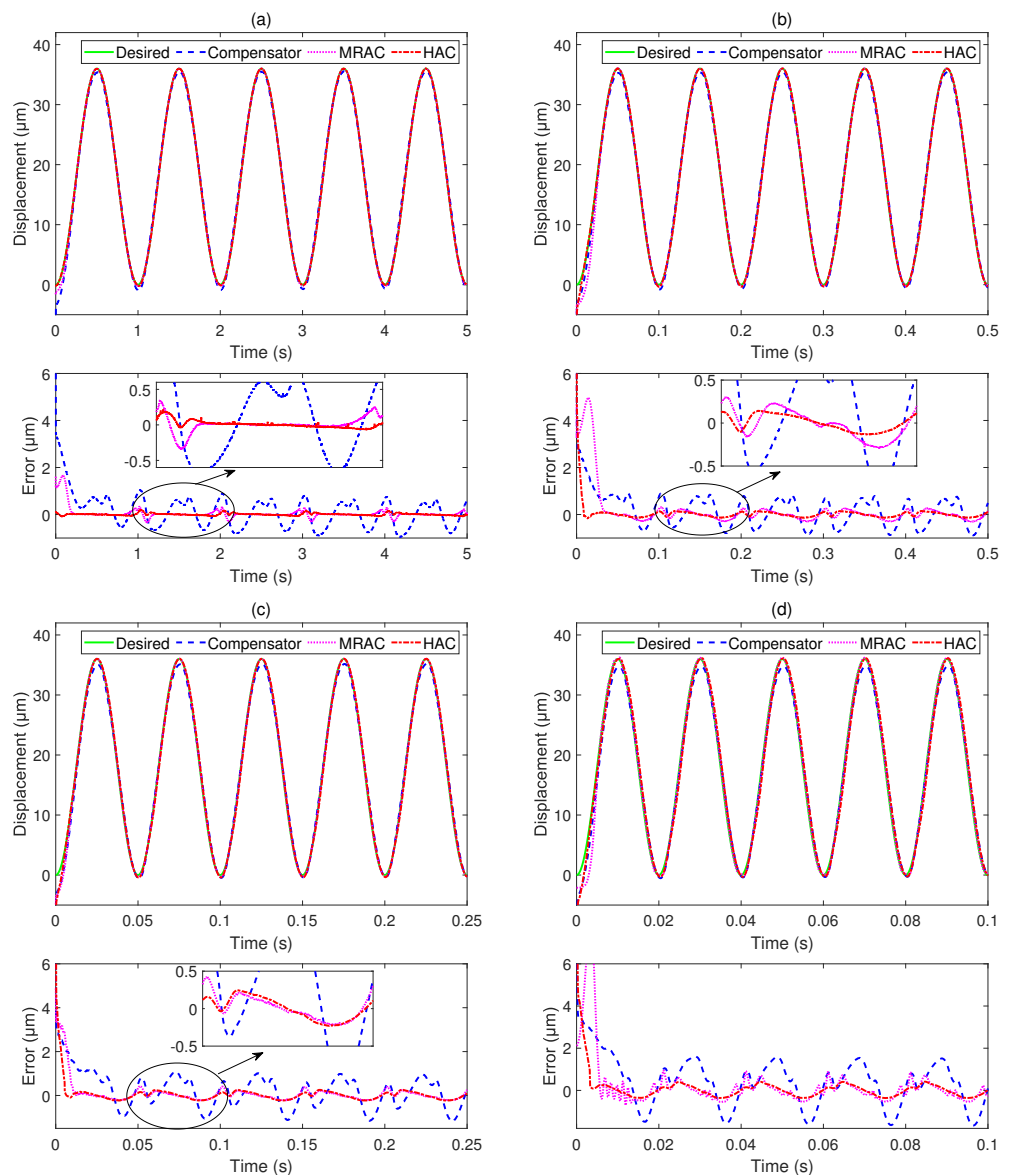 (a)
Desired Compensator MRAC HAC
Displacement (μm)
40
30
20
10
0
0 1 2 3 4 5
Time (s)
Error (μm)
6
4
2
0
0.5
0
-0.5
0 1 2 3 4 5
Time (s)
(b)
Desired Compensator MRAC HAC
Displacement (μm)
40
30
20
10
0
0 0.1 0.2 0.3 0.4 0.5
Time (s)
Error (μm)
6
4
2
0
0.5
0
-0.5
0 0.1 0.2 0.3 0.4 0.5
Time (s)
(c)
Desired Compensator MRAC HAC
Displacement (μm)
40
30
20
10
0
0 0.05 0.1 0.15 0.2 0.25
Time (s)
Error (μm)
6
4
2
0
0.5
0
-0.5
0 0.05 0.1 0.15 0.2 0.25
Time (s)
(d)
Desired Compensator MRAC HAC
Displacement (μm)
40
30
20
10
0
0 0.02 0.04 0.06 0.08 0.1
Time (s)
Error (μm)
6
4
2
0
0 0.02 0.04 0.06 0.08 0.1
Time (s)